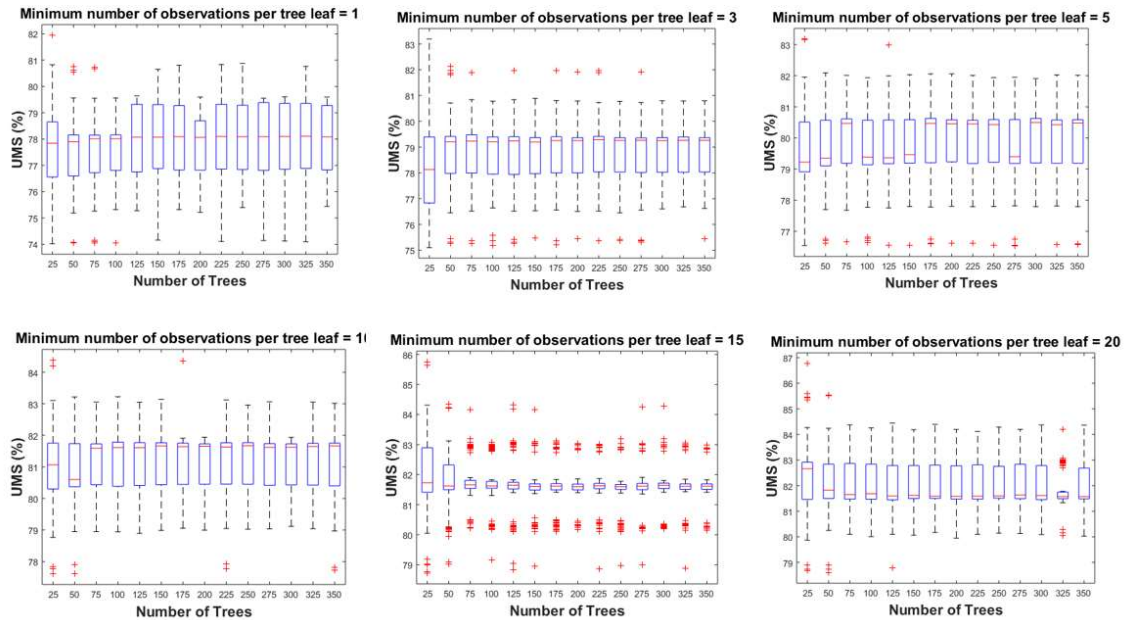 Minimum number of observations per tree leaf = 1
82
81
80
79
78
77
76
75
74
UMS (%)
25 50 75 100 125 150 175 200 225 250 275 300 325 350
Number of Trees
Minimum number of observations per tree leaf = 3
83
82
81
80
79
78
77
76
75
UMS (%)
25 50 75 100 125 150 175 200 225 250 275 300 325 350
Number of Trees
Minimum number of observations per tree leaf = 5
83
82
81
80
79
78
77
UMS (%)
25 50 75 100 125 150 175 200 225 250 275 300 325 350
Number of Trees
Minimum number of observations per tree leaf = 1
84
83
82
81
80
79
78
UMS (%)
25 50 75 100 125 150 175 200 225 250 275 300 325 350
Number of Trees
Minimum number of observations per tree leaf = 15
86
85
84
83
82
81
80
79
UMS (%)
25 50 75 100 125 150 175 200 225 250 275 300 325 350
Number of Trees
Minimum number of observations per tree leaf = 20
87
86
85
84
83
82
81
80
79
UMS (%)
25 50 75 100 125 150 175 200 225 250 275 300 325 350
Number of Trees